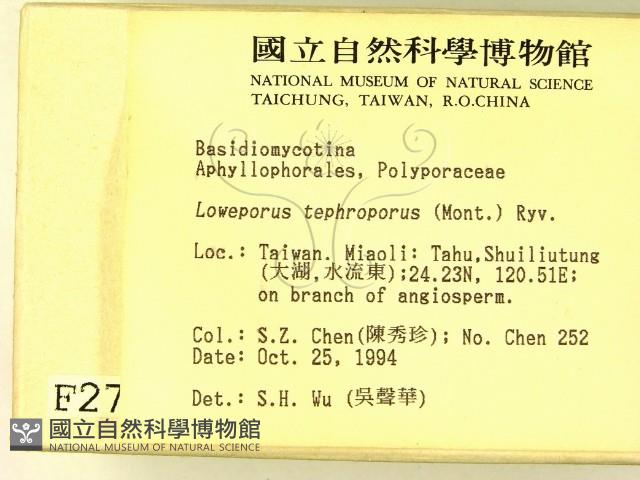 國立自然科學博物館
NATIONAL MUSEUM OF NATURAL SCIENCE
TAICHUNG, TAIWAN, R.O.CHINA
Basidiomycotina
Aphyllophorales, Polyporaceae
Loweporus tephroporus (Mont.) Ryv.
Loc.: Taiwan. Miaoli: Tahu,Shuiliutung
(大湖,水流東);24.23N, 120.51E;
on branch of angiosperm.
Col.: S.Z. Chen(陳秀珍); No. Chen 252
Date: Oct. 25, 1994
Det.: S.H. Wu (吳聲華)
F27
國立自然科學博物館
NATIONAL MUSEUM OF NATURAL SCIENCE